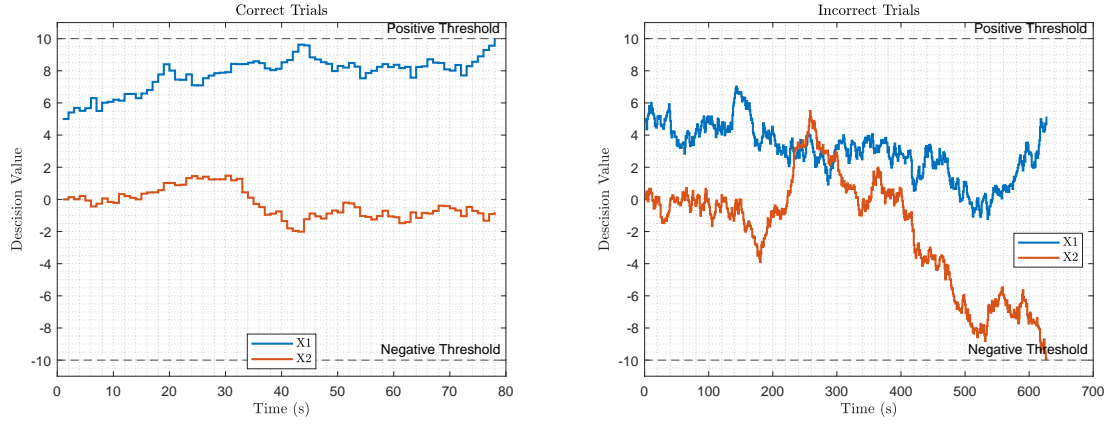 Correct Trials
Positive Threshold
10
8
6
4
2
0
-2
-4
-6
-8
-10
Descision Value
X1
X2
Negative Threshold
0
10
20
30
40
50
60
70
80
Time (s)
Incorrect Trials
Positive Threshold
10
8
6
4
2
0
-2
-4
-6
-8
-10
Descision Value
X1
X2
Negative Threshold
0
100
200
300
400
500
600
700
Time (s)